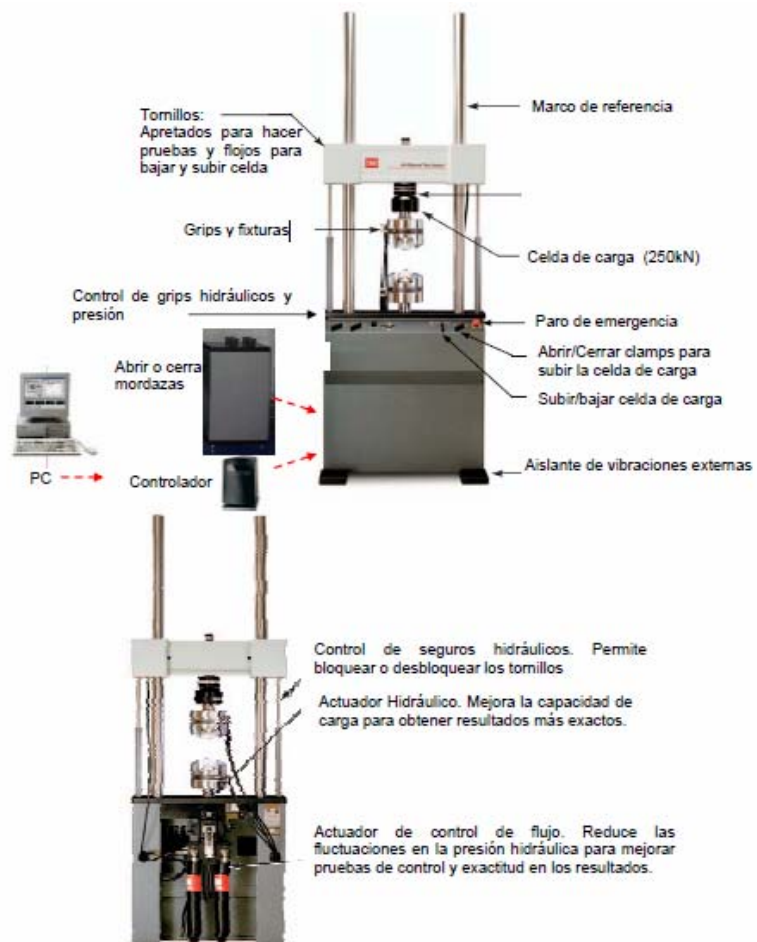 Tornillos:
Apretados para hacer
pruebas y flojos para
bajar y subir celda
Marco de referencia
Grips y fixturas
Celda de carga (250kN)
Control de grips hidráulicos y
presión
Paro de emergencia
Abrir o cerra
mordazas
Abrir/Cerrar clamps para
subir la celda de carga
Subir/bajar celda de carga
PC
Controlador
Aislante de vibraciones externas
Control de seguros hidráulicos. Permite
bloquear o desbloquear los tornillos
Actuador Hidráulico. Mejora la capacidad de
carga para obtener resultados más exactos.
Actuador de control de flujo. Reduce las
fluctuaciones en la presión hidráulica para mejorar
pruebas de control y exactitud en los resultados.